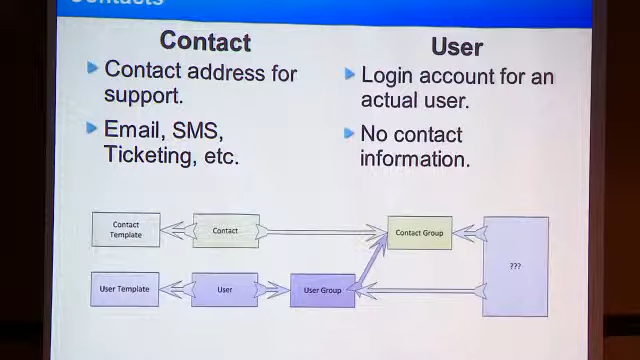 Contacts
Contact
Contact address for
support.
Email, SMS,
Ticketing, etc.
User
Login account for an
actual user.
No contact
information.
Contact
Template
Contact
Contact Group
???
User Template
User
User Group